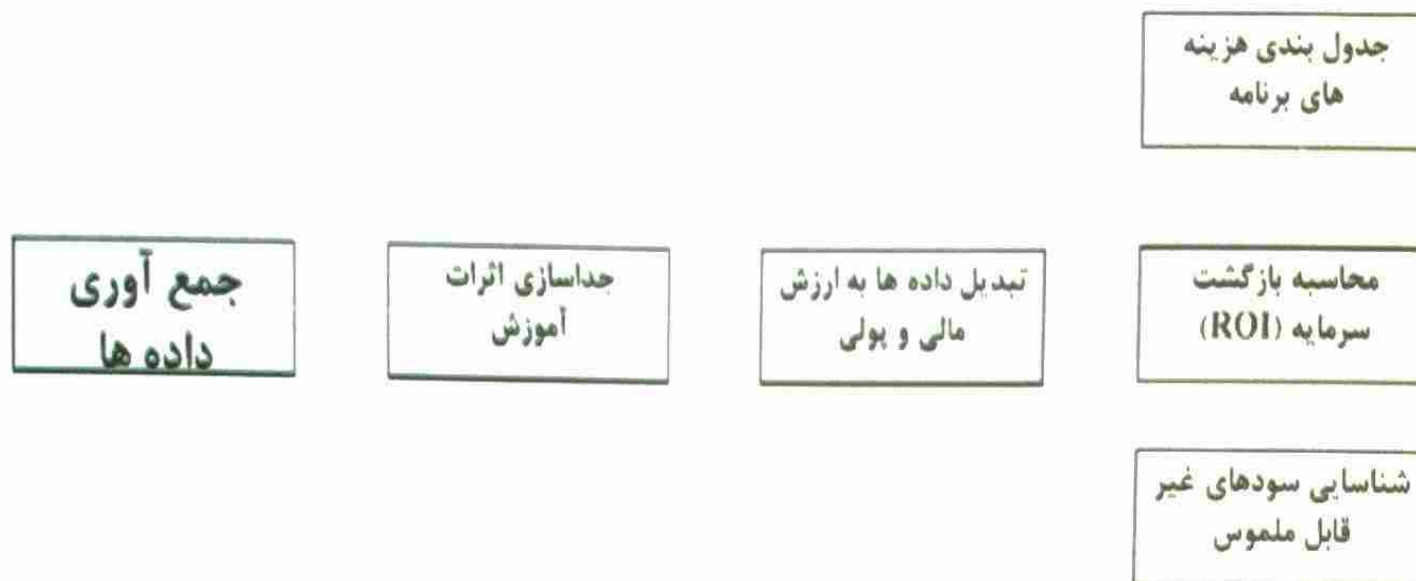 جدول بندی هزینه
های برنامه
جمع آوری
داده ها
جداسازی اثرات
آموزش
تبدیل داده ها به ارزش
مالی و پولی
محاسبه بازگشت
سرمایه (ROI)
شناسایی سودهای غیر
قابل ملموس